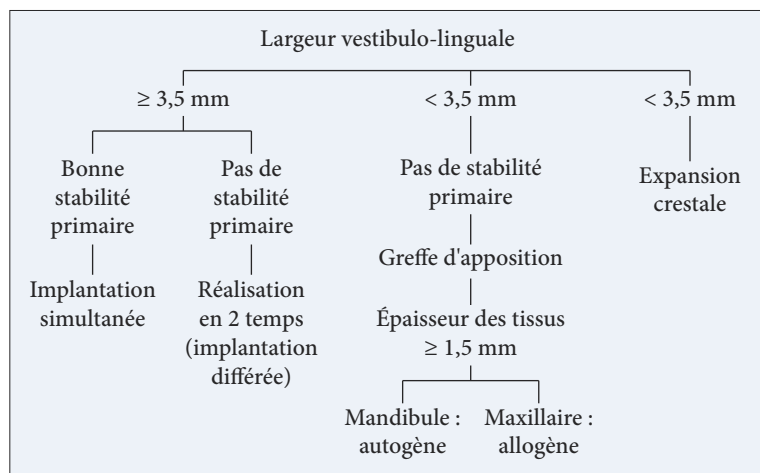 Largeur vestibulo-linguale
≥ 3,5 mm
< 3,5 mm
< 3,5 mm
Bonne
stabilité
primaire
Pas de
stabilité
primaire
Pas de stabilité
primaire
Expansion
crestale
Greffe d'apposition
Implantation
simultanée
Réalisation
en 2 temps
(implantation
différée)
Épaisseur des tissus
≥ 1,5 mm
Mandibule :
autogène
Maxillaire :
allogène